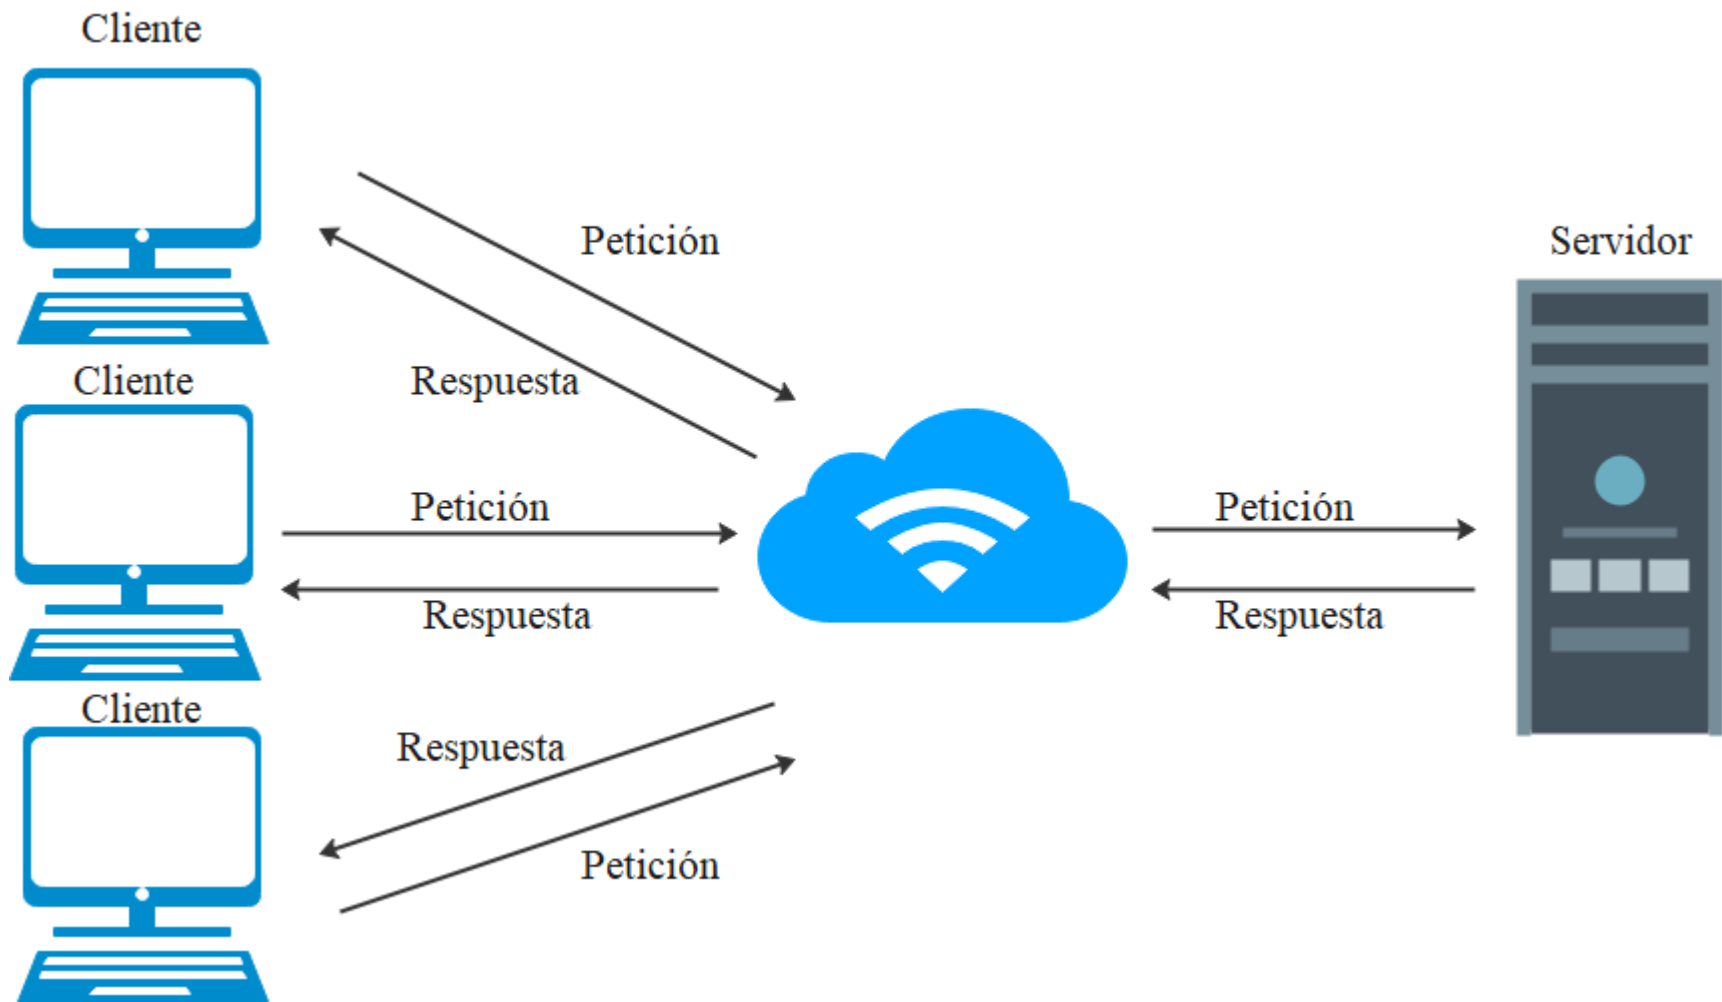 Cliente
Petición
Servidor
Respuesta
Cliente
Petición
Petición
Respuesta
Respuesta
Cliente
Respuesta
Petición